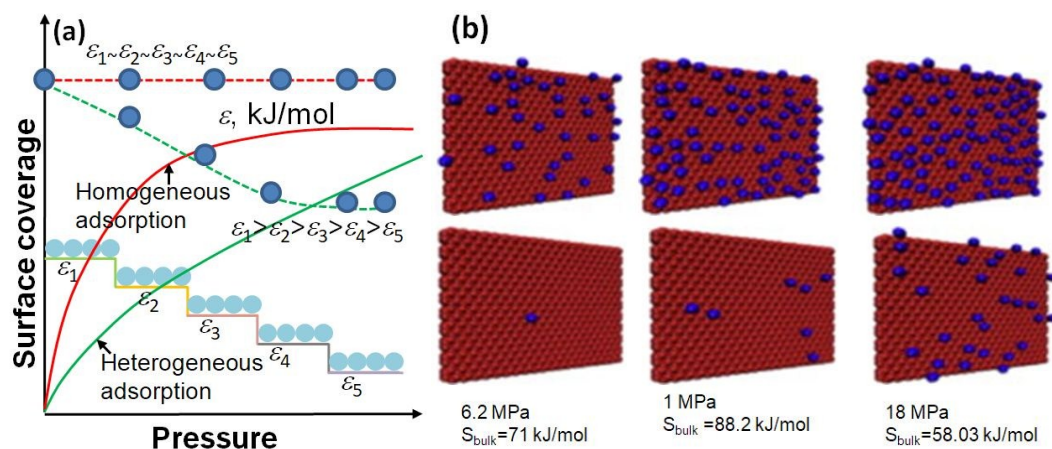 (a)
ε1~ε2~ε3~ε4~ε5
ε, kJ/mol
Homogeneous
adsorption
ε1>ε2>ε3>ε4>ε5
ε1
ε2
ε3
ε4
ε5
Heterogeneous
adsorption
Surface coverage
Pressure
(b)
6.2 MPa
Sbulk=71 kJ/mol
1 MPa
Sbulk =88.2 kJ/mol
18 MPa
Sbulk=58.03 kJ/mol